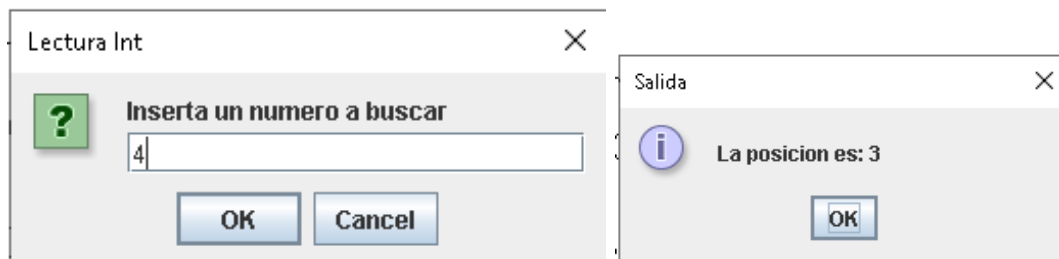 Lectura Int
?
Inserta un numero a buscar
4
OK
Cancel
Salida
i
La posicion es: 3
OK